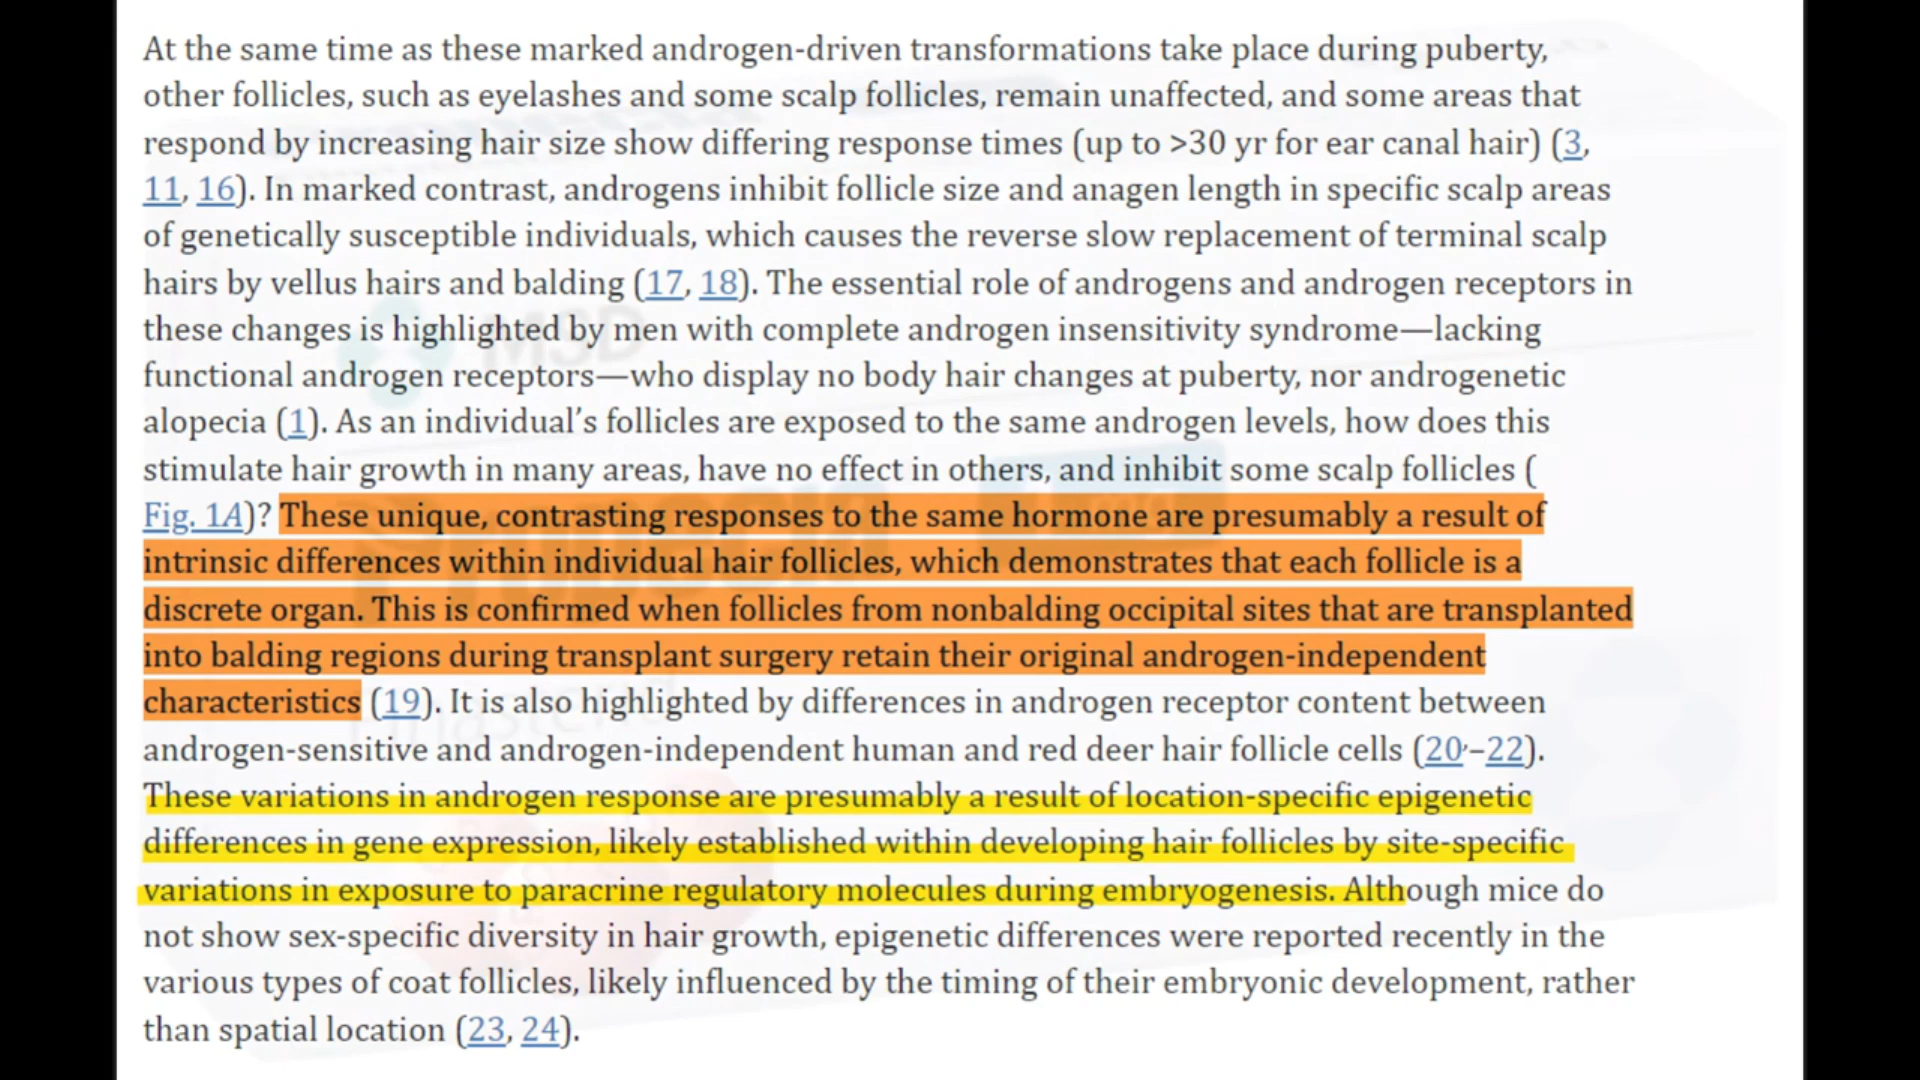 At the same time as these marked androgen-driven transformations take place during puberty,
other follicles, such as eyelashes and some scalp follicles, remain unaffected, and some areas that
respond by increasing hair size show differing response times (up to >30 yr for ear canal hair) (3,
11, 16). In marked contrast, androgens inhibit follicle size and anagen length in specific scalp areas
of genetically susceptible individuals, which causes the reverse slow replacement of terminal scalp
hairs by vellus hairs and balding (17, 18). The essential role of androgens and androgen receptors in
these changes is highlighted by men with complete androgen insensitivity syndrome—lacking
functional androgen receptors—who display no body hair changes at puberty, nor androgenetic
alopecia (1). As an individual’s follicles are exposed to the same androgen levels, how does this
stimulate hair growth in many areas, have no effect in others, and inhibit some scalp follicles (
Fig. 1A)? These unique, contrasting responses to the same hormone are presumably a result of
intrinsic differences within individual hair follicles, which demonstrates that each follicle is a
discrete organ. This is confirmed when follicles from nonbalding occipital sites that are transplanted
into balding regions during transplant surgery retain their original androgen-independent
characteristics (19). It is also highlighted by differences in androgen receptor content between
androgen-sensitive and androgen-independent human and red deer hair follicle cells (20,–22).
These variations in androgen response are presumably a result of location-specific epigenetic
differences in gene expression, likely established within developing hair follicles by site-specific
variations in exposure to paracrine regulatory molecules during embryogenesis. Although mice do
not show sex-specific diversity in hair growth, epigenetic differences were reported recently in the
various types of coat follicles, likely influenced by the timing of their embryonic development, rather
than spatial location (23, 24).
MSD